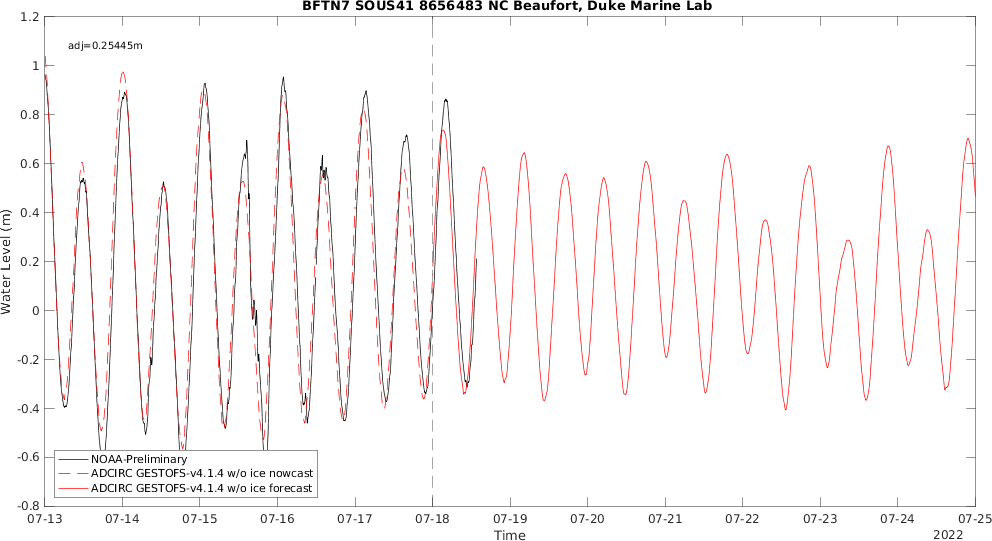 BFTN7 SOUS41 8656483 NC Beaufort, Duke Marine Lab
adj=0.25445m
1.2
1
0.8
0.6
0.4
0.2
0
-0.2
-0.4
-0.6
-0.8
Water Level (m)
NOAA-Preliminary
ADCIRC GESTOFS-v4.1.4 w/o ice nowcast
ADCIRC GESTOFS-v4.1.4 w/o ice forecast
07-13 07-14 07-15 07-16 07-17 07-18 07-19 07-20 07-21 07-22 07-23 07-24 07-25
Time
2022